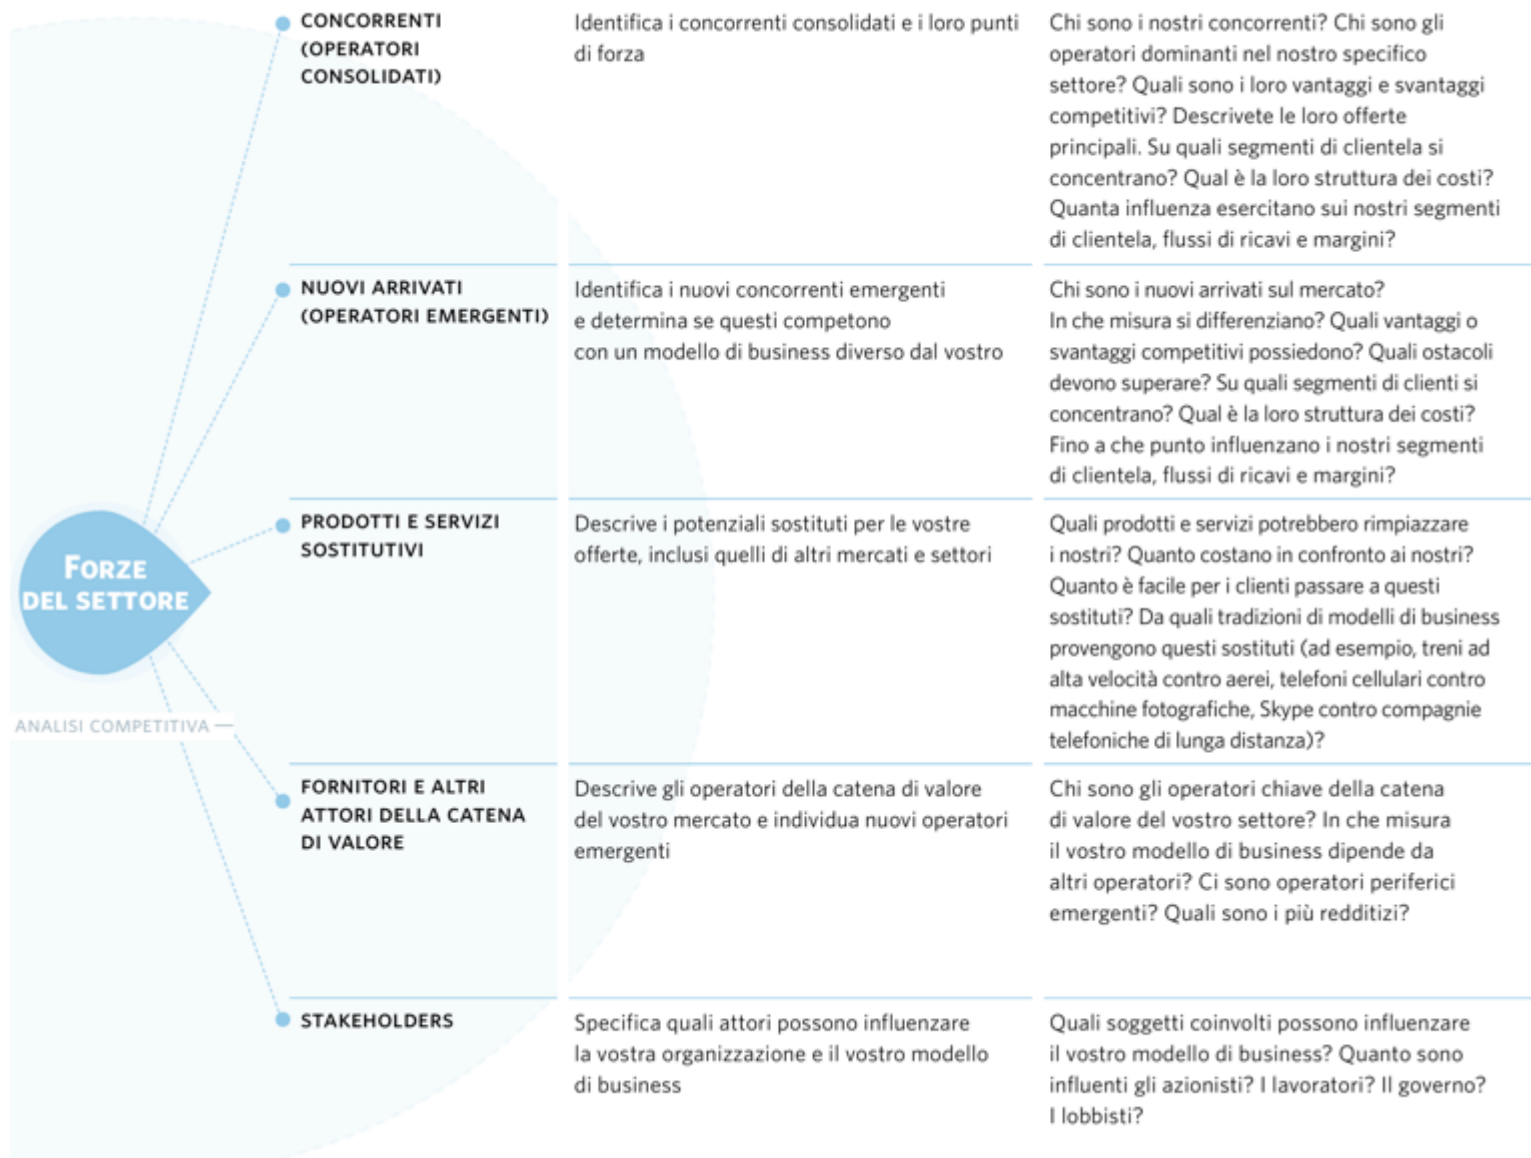 CONCORRENTI
(OPERATORI
CONSOLIDATI)
Identifica i concorrenti consolidati e i loro punti
di forza
Chi sono i nostri concorrenti? Chi sono gli
operatori dominanti nel nostro specifico
settore? Quali sono i loro vantaggi e svantaggi
competitivi? Descrivete le loro offerte
principali. Su quali segmenti di clientela si
concentrano? Qual è la loro struttura dei costi?
Quanta influenza esercitano sui nostri segmenti
di clientela, flussi di ricavi e margini?
NUOVI ARRIVATI
(OPERATORI EMERGENTI)
Identifica i nuovi concorrenti emergenti
e determina se questi competono
con un modello di business diverso dal vostro
Chi sono i nuovi arrivati sul mercato?
In che misura si differenziano? Quali vantaggi o
svantaggi competitivi possiedono? Quali ostacoli
devono superare? Su quali segmenti di clienti si
concentrano? Qual è la loro struttura dei costi?
Fino a che punto influenzano i nostri segmenti
di clientela, flussi di ricavi e margini?
FORZE
DEL SETTORE
ANALISI COMPETITIVA
PRODOTTI E SERVIZI
SOSTITUTIVI
Descrive i potenziali sostituti per le vostre
offerte, inclusi quelli di altri mercati e settori
Quali prodotti e servizi potrebbero rimpiazzare
i nostri? Quanto costano in confronto ai nostri?
Quanto è facile per i clienti passare a questi
sostituti? Da quali tradizioni di modelli di business
provengono questi sostituti (ad esempio, treni ad
alta velocità contro aerei, telefoni cellulari contro
macchine fotografiche, Skype contro compagnie
telefoniche di lunga distanza)?
FORNITORI E ALTRI
ATTORI DELLA CATENA
DI VALORE
Descrive gli operatori della catena di valore
del vostro mercato e individua nuovi operatori
emergenti
Chi sono gli operatori chiave della catena
di valore del vostro settore? In che misura
il vostro modello di business dipende da
altri operatori? Ci sono operatori periferici
emergenti? Quali sono i più redditizi?
STAKEHOLDERS
Specifica quali attori possono influenzare
la vostra organizzazione e il vostro modello
di business
Quali soggetti coinvolti possono influenzare
il vostro modello di business? Quanto sono
influenti gli azionisti? I lavoratori? Il governo?
I lobbisti?